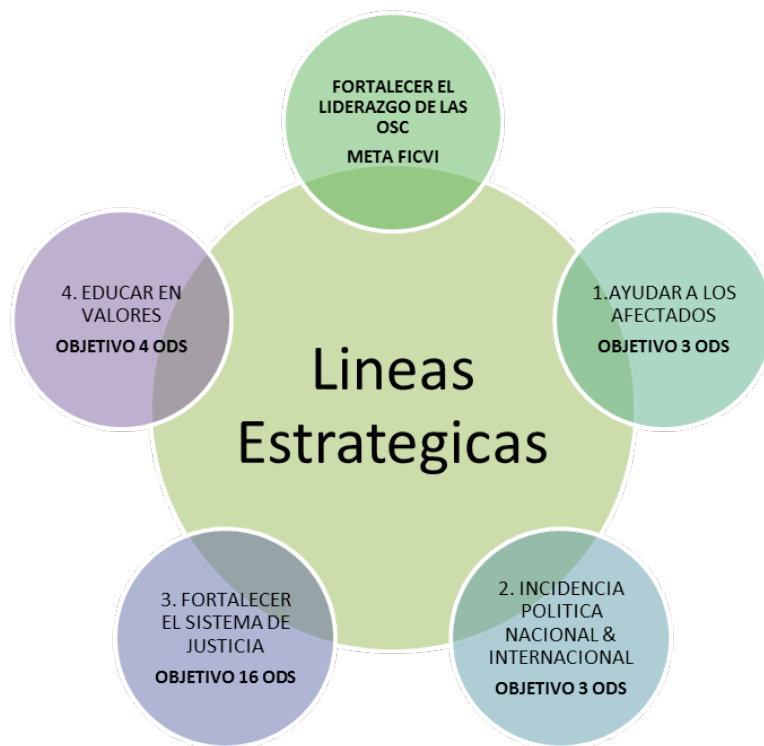 FORTALECER EL
LIDERAZGO DE LAS
OSC
META FICVI
1.AYUDAR A LOS
AFECTADOS
OBJETIVO 3 ODS
2. INCIDENCIA
POLITICA
NACIONAL &
INTERNACIONAL
OBJETIVO 3 ODS
3. FORTALECER
EL SISTEMA DE
JUSTICIA
OBJETIVO 16 ODS
4. EDUCAR EN
VALORES
OBJETIVO 4 ODS
Lineas
Estrategicas